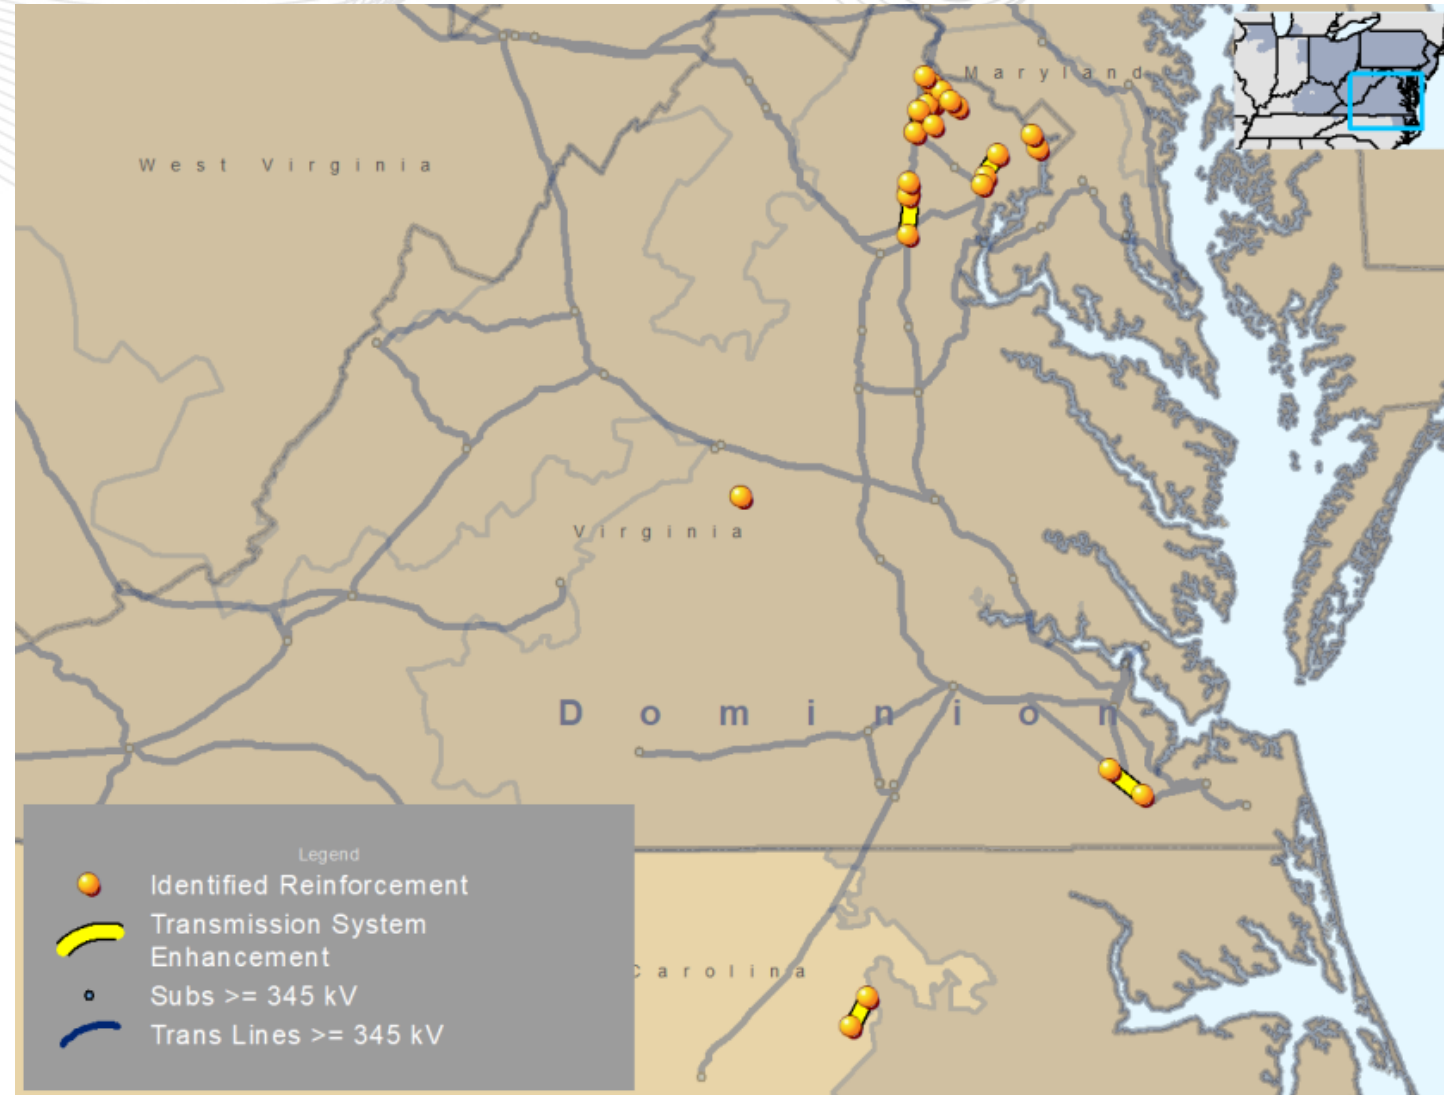 Maryland
West Virginia
Virginia
Dominion
Carolina
Legend
Identified Reinforcement
Transmission System
Enhancement
Subs >= 345 kV
Trans Lines >= 345 kV